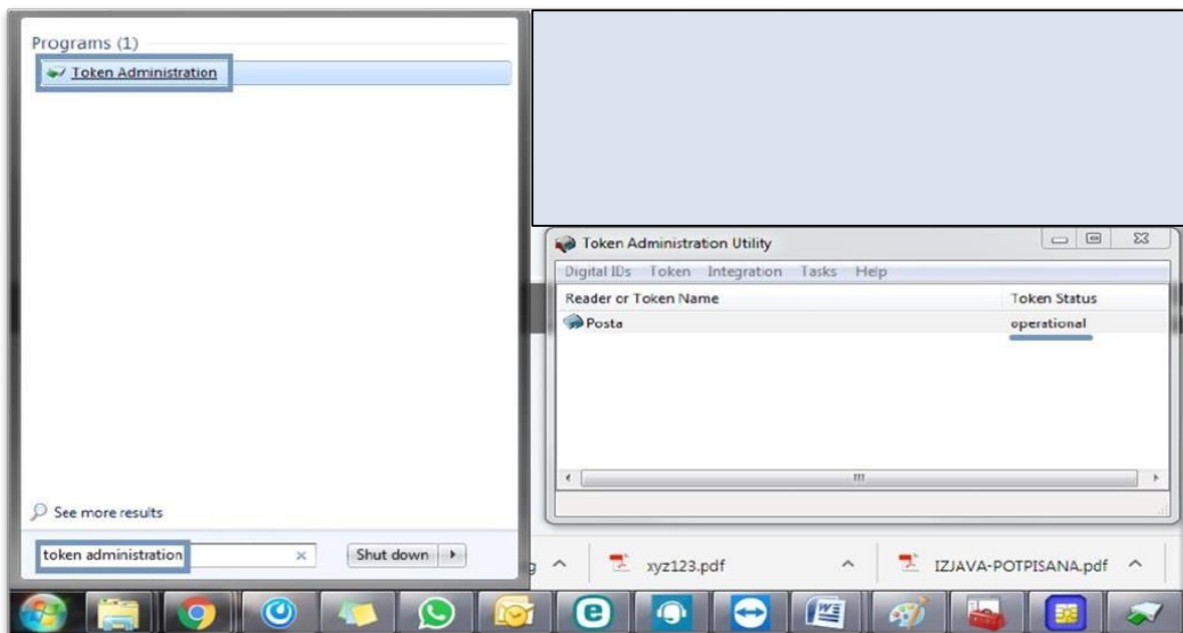 Programs (1)
Token Administration
See more results
token administration
Shut down
Token Administration Utility
Digital IDs Token Integration Tasks Help
Reader or Token Name Token Status
Posta operational
g xyz123.pdf IZJAVA-POTPISANA.pdf